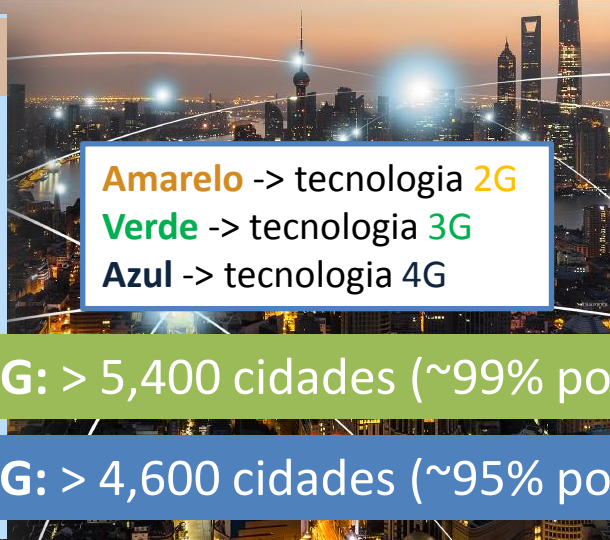 Amarelo -> tecnologia 2G
Verde -> tecnologia 3G
Azul -> tecnologia 4G
G: > 5,400 cidades (~99% po
G: > 4,600 cidades (~95% po